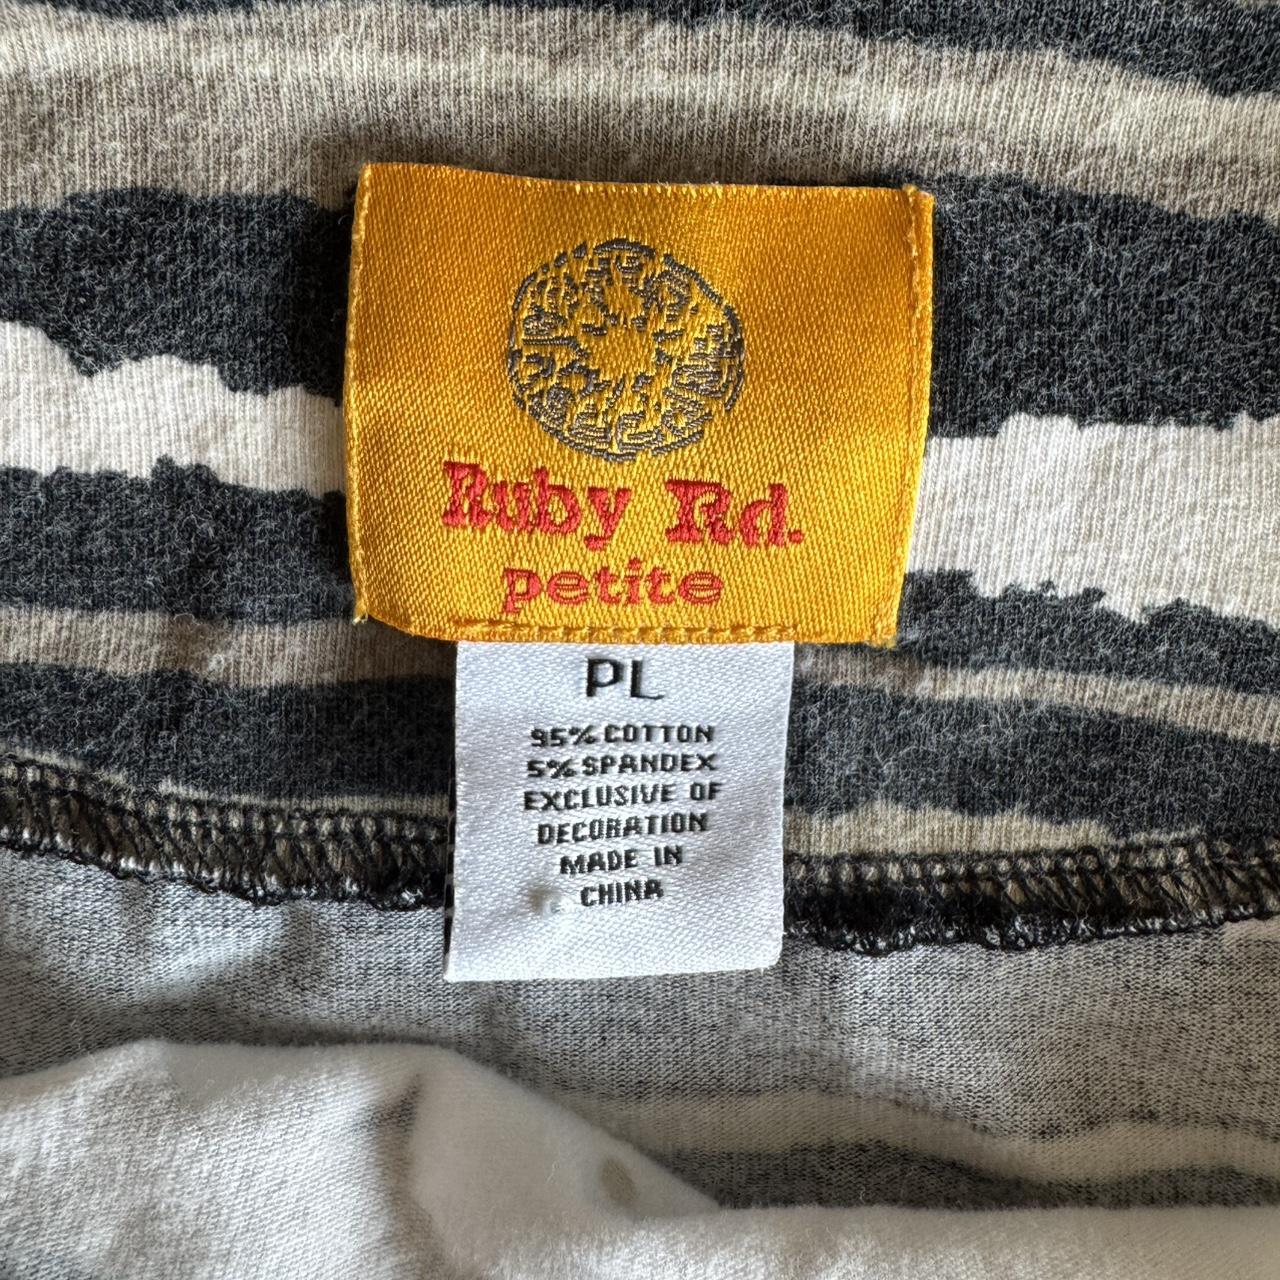 Ruby Rd.
petite
PL
95% COTTON
5% SPANDEX
EXCLUSIVE OF
DECORATION
MADE IN
CHINA